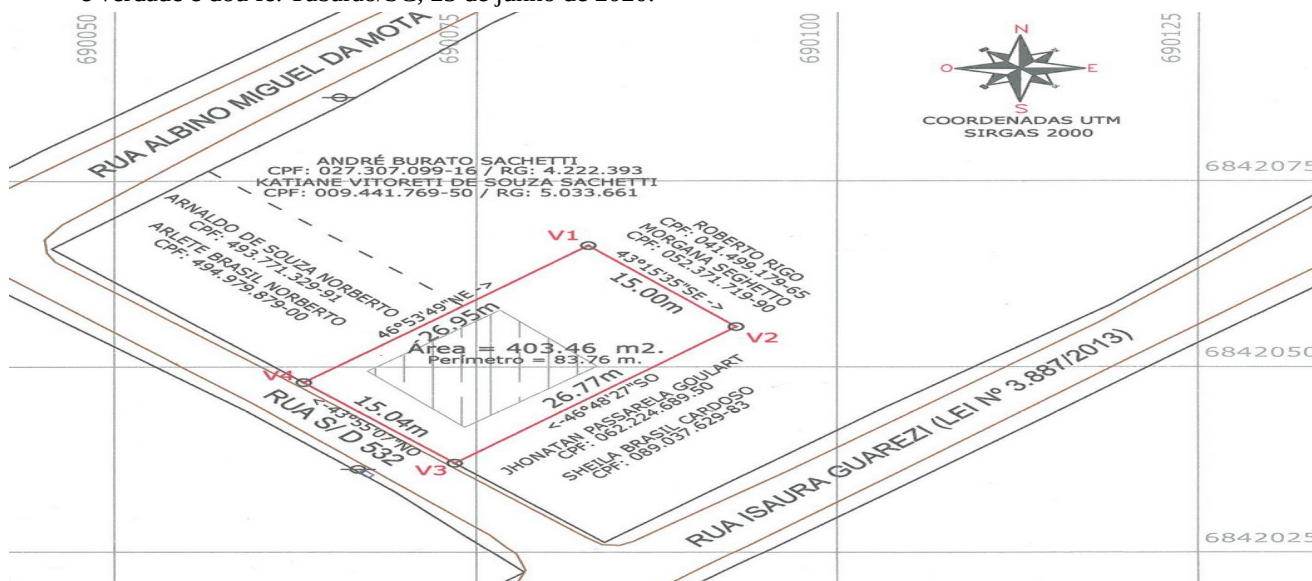 é verdade e dou fé. Tubarão/SC, 23 de junho de 2020.
690050
690075
690100
690125
RUA ALBINO MIGUEL DA MOTA
N
O
E
S
COORDENADAS UTM
SIRGAS 2000
6842075
ANDRÉ BURATO SACHETTI
CPF: 027.307.099-16 / RG: 4.222.393
KATIANE VITORETI DE SOUZA SACHETTI
CPF: 009.441.769-50 / RG: 5.033.661
ARNALDO DE SOUZA NORBERTO
CPF: 493.771.329-91
ARLETE BRASIL NORBERTO
CPF: 494.979.879-00
V1
ROBERTO RIGO
CPF: 041.499.179-65
MORGANA SEGHETTO
CPF: 052.371.719-90
43°15'35"SE ->
15.00m
46°53'49"NE ->
26.95m
V2
Área = 403.46 m2.
Perímetro = 83.76 m.
6842050
V4
26.77m
<-46°48'27"SO
15.04m
<-43°55'07"NO
RUA S/D 532
V3
JHONATAN PASSARELA GOULART
CPF: 062.224.689.50
SHEILA BRASIL CARDOSO
CPF: 089.037.629-83
RUA ISAURA GUAREZI (LEI Nº 3.887/2013)
6842025